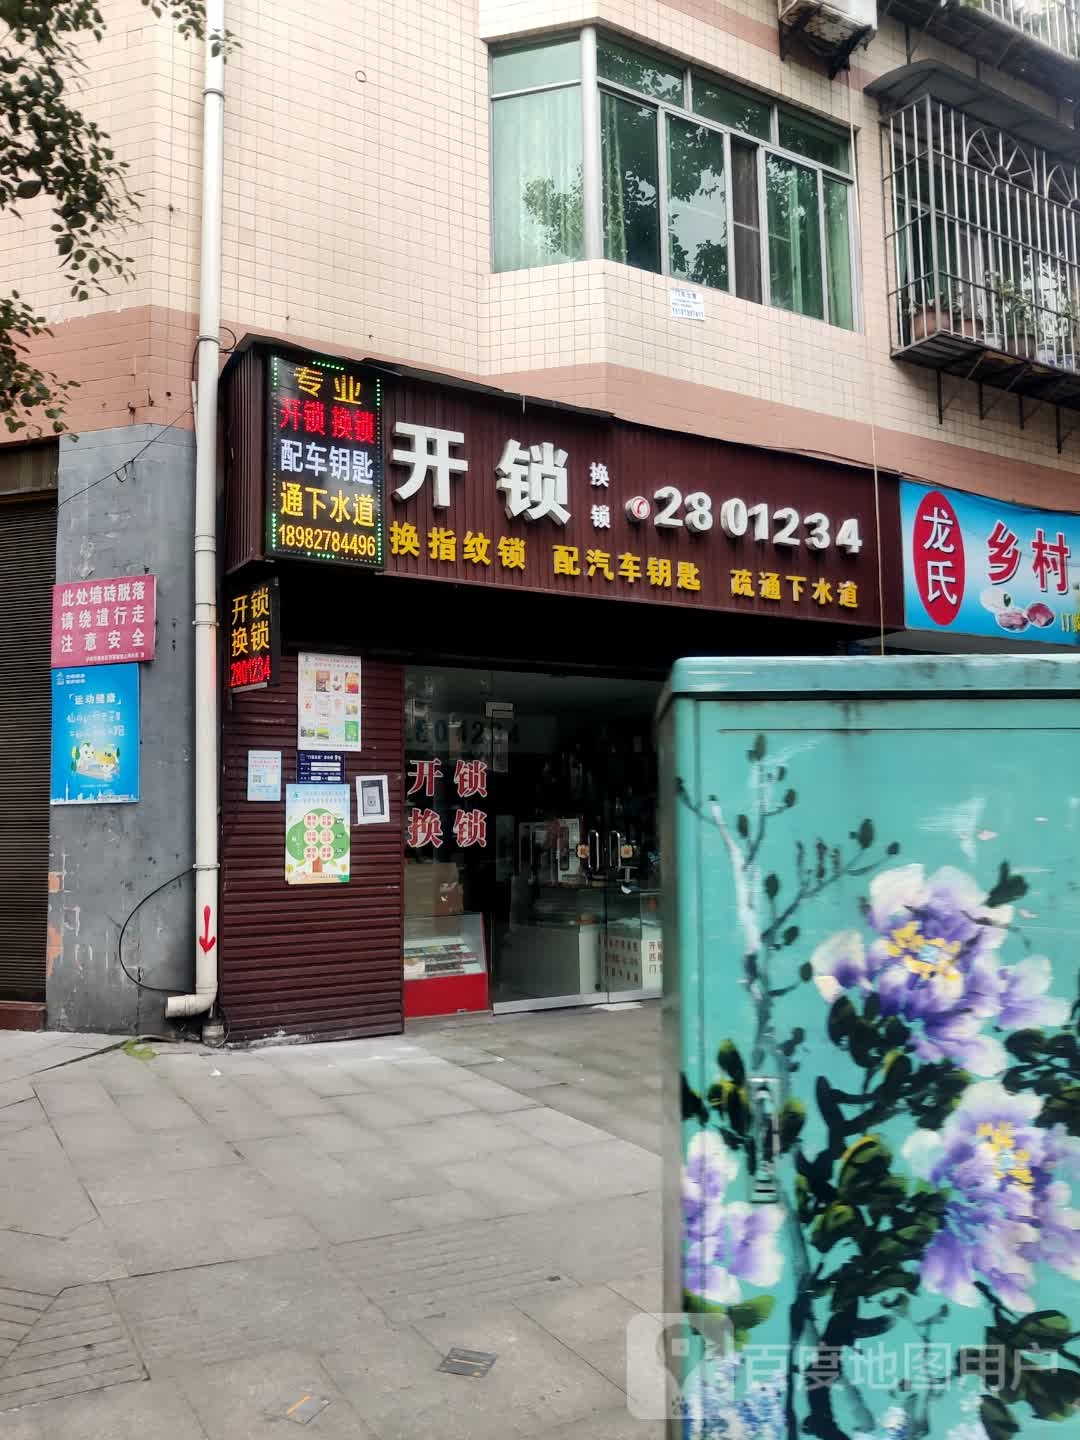 专业
开锁 换锁
配车钥匙
通下水道
18982784496
开锁
换锁
2801234
换指纹锁 配汽车钥匙 疏通下水道
龙氏
乡村
开锁
换锁
2801234
此处墙砖脱落
请绕道行走
注意安全
「运动健康」
开锁
换锁
百度地图用户